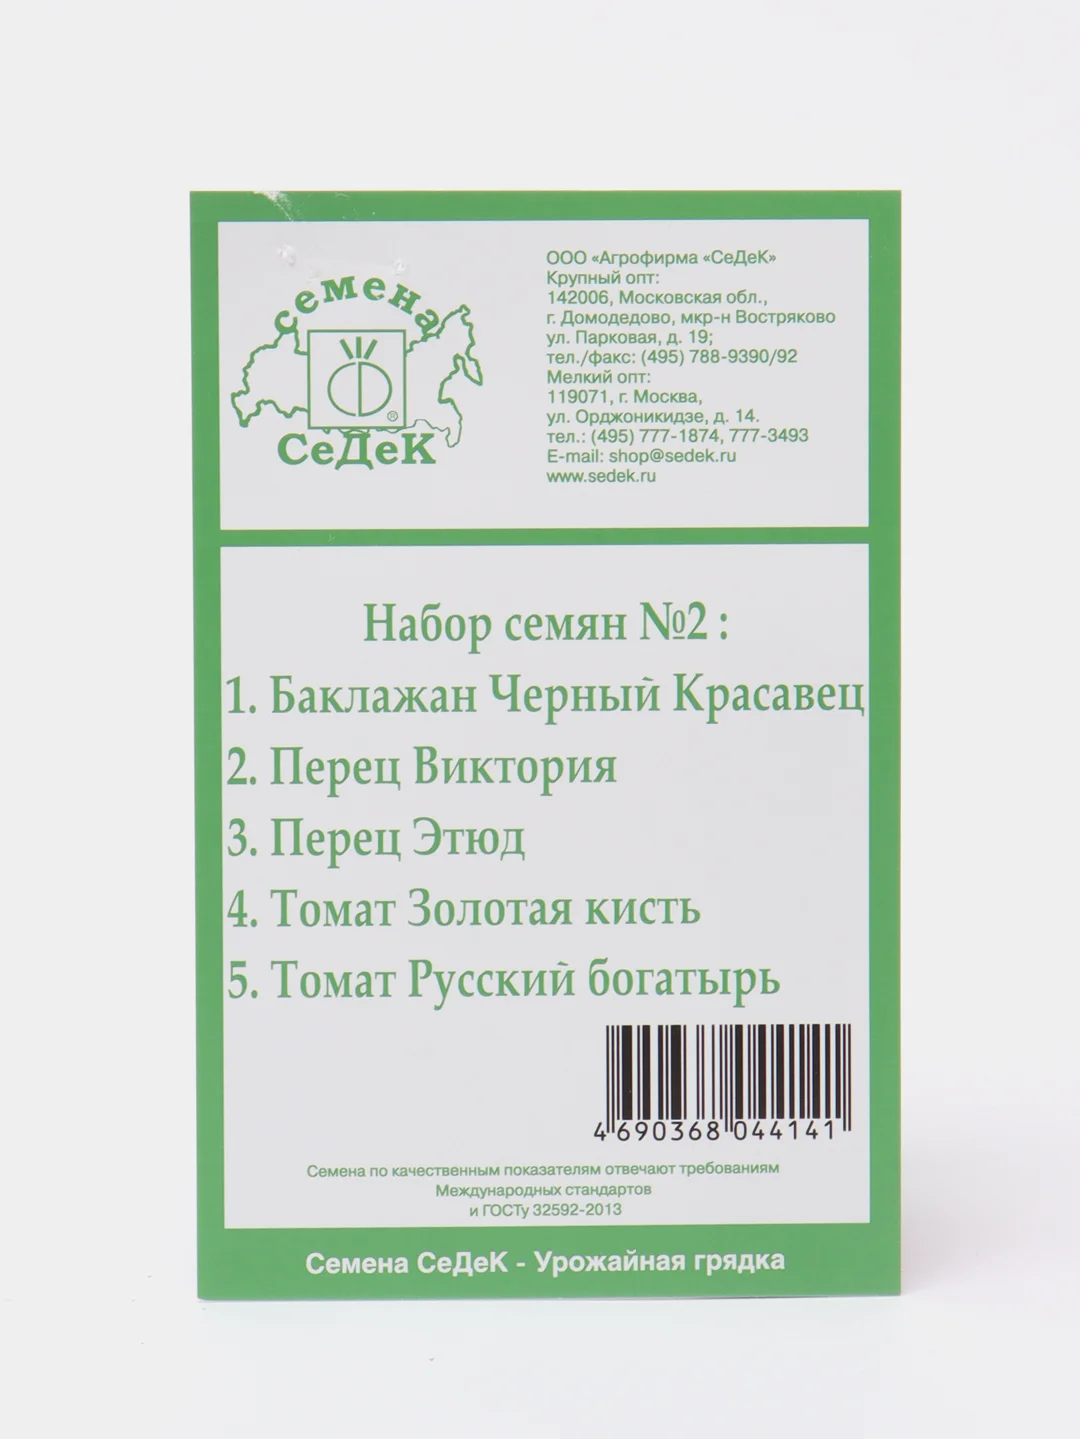 семена
СеДеК
®
ООО «Агрофирма «СеДеК»
Крупный опт:
142006, Московская обл.,
г. Домодедово, мкр-н Востряково
ул. Парковая, д. 19;
тел./факс: (495) 788-9390/92
Мелкий опт:
119071, г. Москва,
ул. Орджоникидзе, д. 14.
тел.: (495) 777-1874, 777-3493
E-mail: shop@sedek.ru
www.sedek.ru
Набор семян №2 :
1. Баклажан Черный Красавец
2. Перец Виктория
3. Перец Этюд
4. Томат Золотая кисть
5. Томат Русский богатырь
4 690368 044141
Семена по качественным показателям отвечают требованиям
Международных стандартов
и ГОСТу 32592-2013
Семена СеДеК - Урожайная грядка